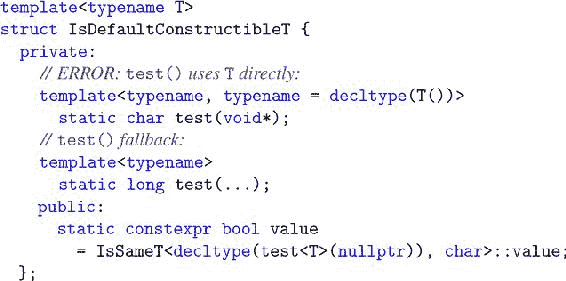 template<typename T>
struct IsDefaultConstructibleT {
private:
// ERROR: test() uses T directly:
template<typename, typename = decltype(T())>
static char test(void*);
// test() fallback:
template<typename>
static long test(...);
public:
static constexpr bool value
= IsSameT<decltype(test<T>(nullptr)), char>::value;
};